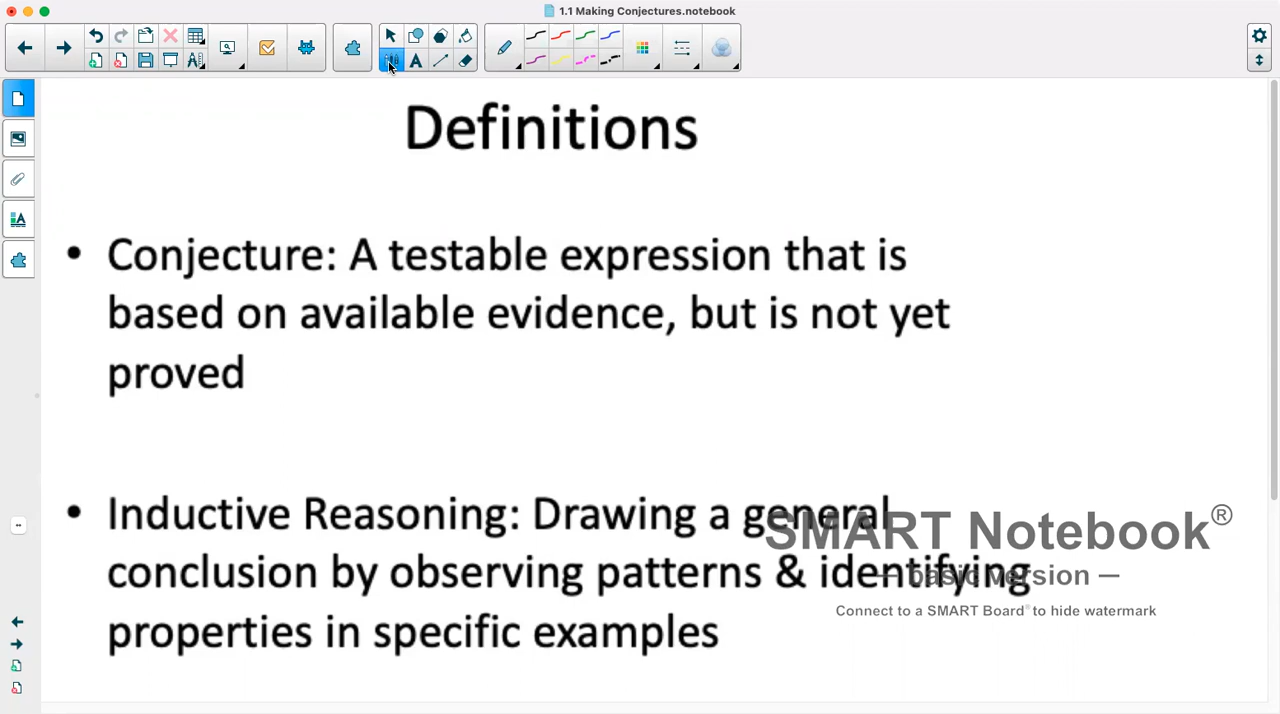 1.1 Making Conjectures.notebook
Definitions
• Conjecture: A testable expression that is
based on available evidence, but is not yet
proved
• Inductive Reasoning: Drawing a general
conclusion by observing patterns & identifying
properties in specific examples
SMART Notebook®
— basic version —
Connect to a SMART Board® to hide watermark